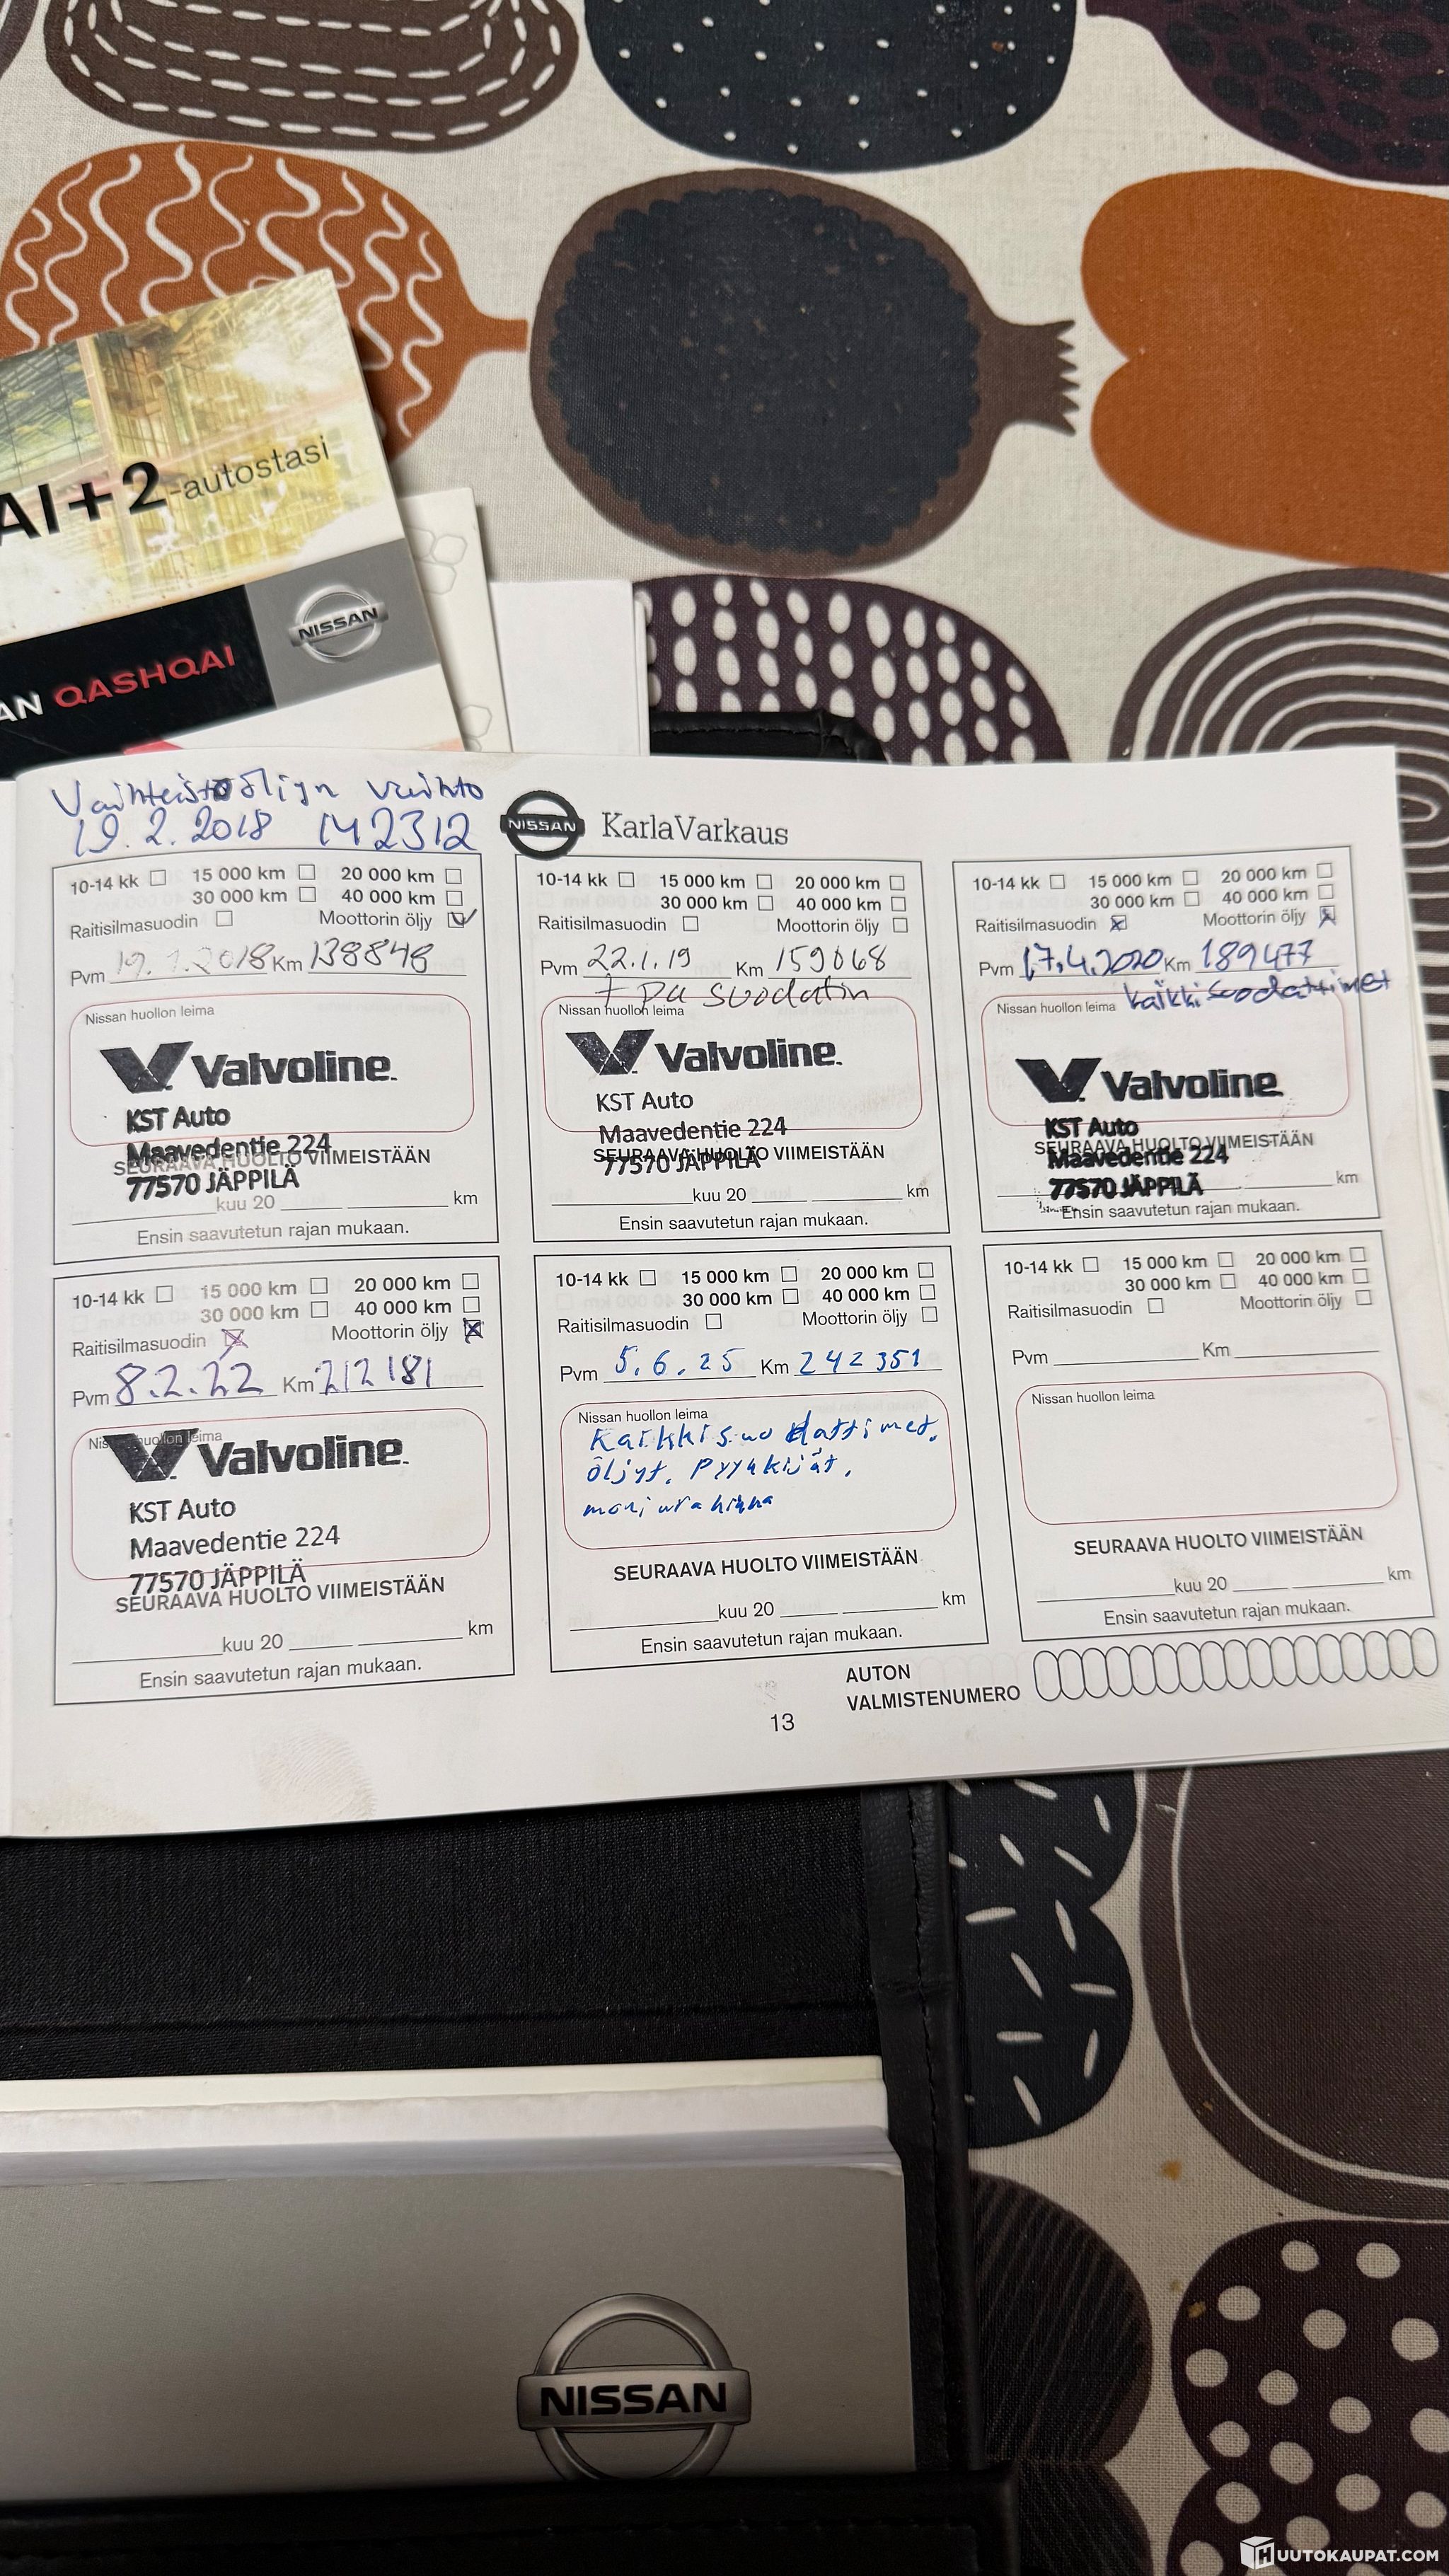 AI+2-autostasi
AN QASHQAI
NISSAN
Vaihteistoöljyn vaihto
19.2.2018 142312
NISSAN KarlaVarkaus
10-14 kk 15 000 km 20 000 km
30 000 km 40 000 km
Raitisilmasuodin Moottorin öljy
Pvm 19.1.2018 Km 138848
Nissan huollon leima
Valvoline
KST Auto
Maavedentie 224
77570 JÄPPILÄ
SEURAAVA HUOLTO VIIMEISTÄÄN
kuu 20 km
Ensin saavutetun rajan mukaan.
10-14 kk 15 000 km 20 000 km
30 000 km 40 000 km
Raitisilmasuodin Moottorin öljy
Pvm 22.1.19 Km 159068
+ pa suodatin
Nissan huollon leima
Valvoline
KST Auto
Maavedentie 224
77570 JÄPPILÄ
SEURAAVA HUOLTO VIIMEISTÄÄN
kuu 20 km
Ensin saavutetun rajan mukaan.
10-14 kk 15 000 km 20 000 km
30 000 km 40 000 km
Raitisilmasuodin Moottorin öljy
Pvm 17.4.2020 Km 189477
Nissan huollon leima kaikki suodattimet
Valvoline
KST Auto
Maavedentie 224
77570 JÄPPILÄ
SEURAAVA HUOLTO VIIMEISTÄÄN
km
Ensin saavutetun rajan mukaan.
10-14 kk 15 000 km 20 000 km
30 000 km 40 000 km
Raitisilmasuodin Moottorin öljy
Pvm 8.2.22 Km 212181
Nissan huollon leima
Valvoline
KST Auto
Maavedentie 224
77570 JÄPPILÄ
SEURAAVA HUOLTO VIIMEISTÄÄN
kuu 20 km
Ensin saavutetun rajan mukaan.
10-14 kk 15 000 km 20 000 km
30 000 km 40 000 km
Raitisilmasuodin Moottorin öljy
Pvm 5.6.25 Km 242351
Nissan huollon leima
Kaikki suodattimet,
öljyt, pyyhkijät,
moniurahihna
SEURAAVA HUOLTO VIIMEISTÄÄN
kuu 20 km
Ensin saavutetun rajan mukaan.
10-14 kk 15 000 km 20 000 km
30 000 km 40 000 km
Raitisilmasuodin Moottorin öljy
Pvm Km
Nissan huollon leima
SEURAAVA HUOLTO VIIMEISTÄÄN
kuu 20 km
Ensin saavutetun rajan mukaan.
AUTON
VALMISTENUMERO
13
NISSAN
HUUTOKAUPAT.COM